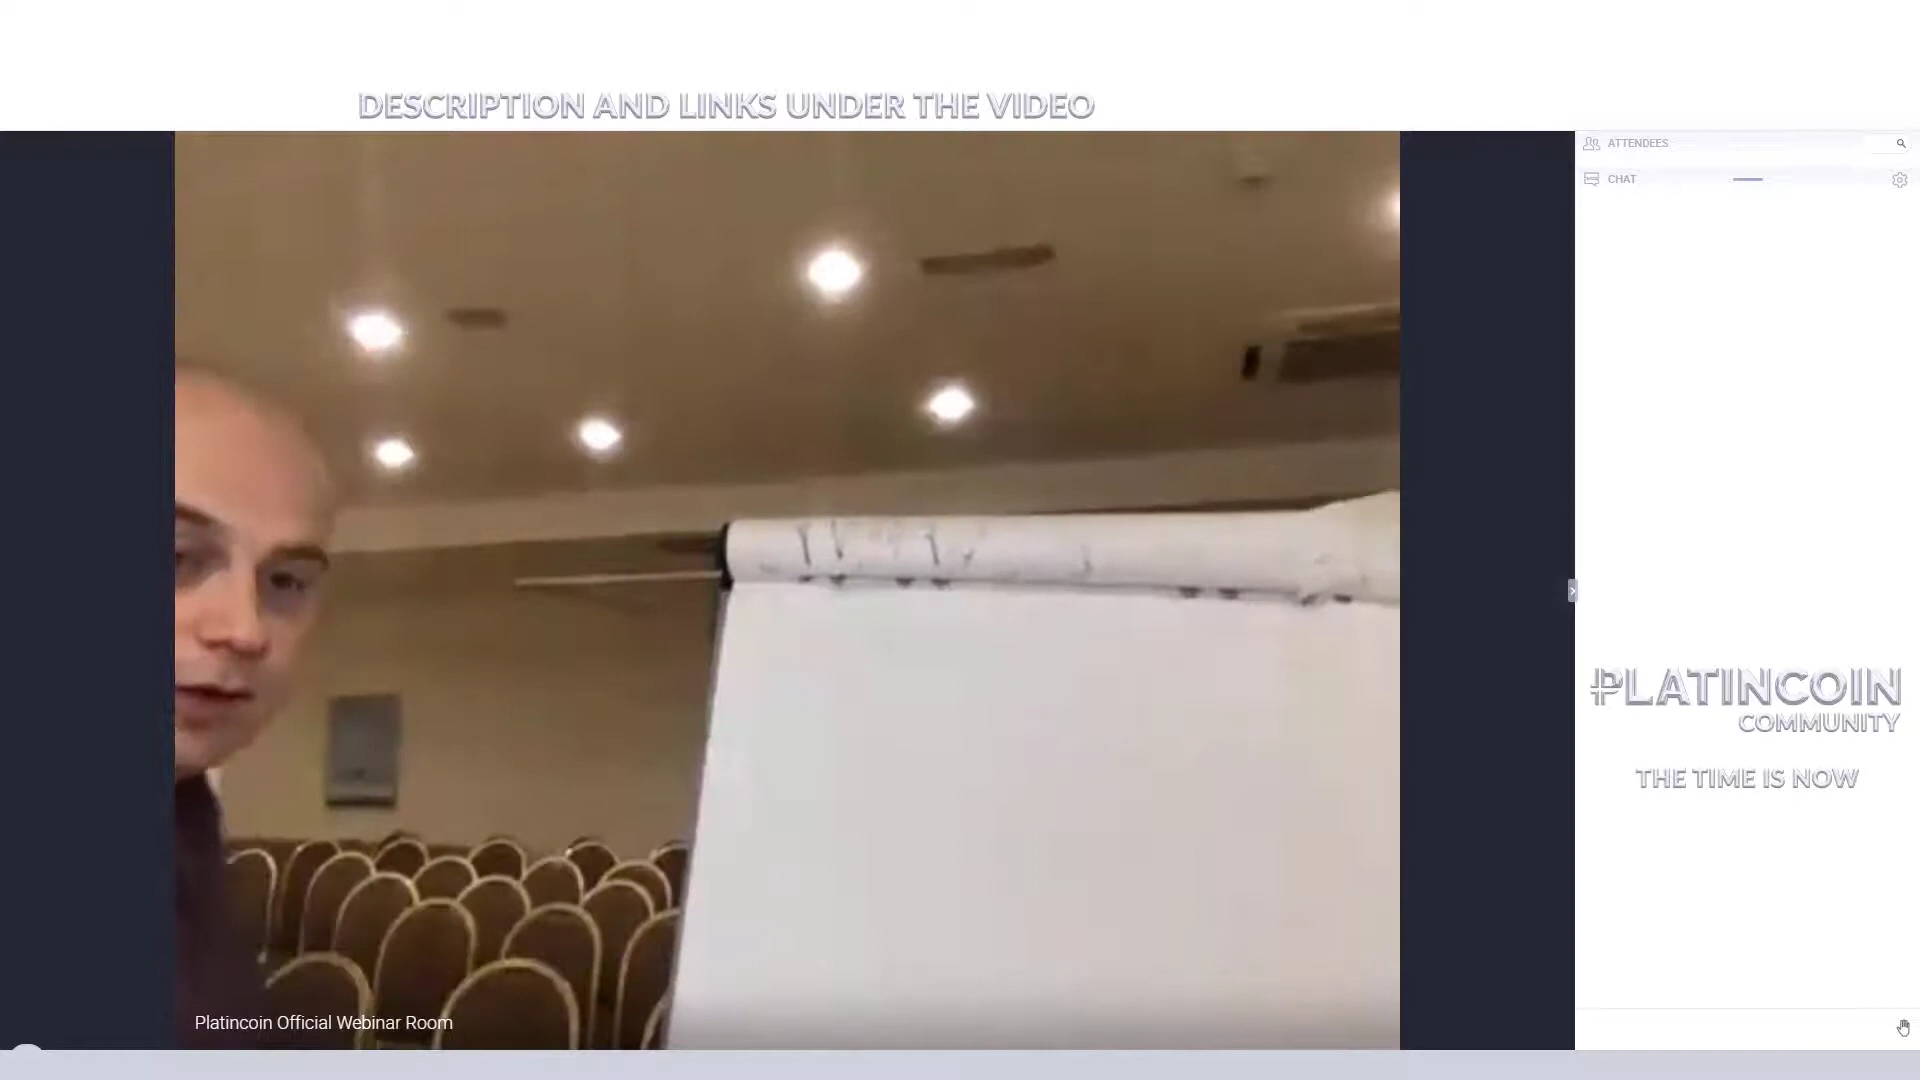 DESCRIPTION AND LINKS UNDER THE VIDEO
ATTENDEES
CHAT
PLATINCOIN
COMMUNITY
THE TIME IS NOW
Platincoin Official Webinar Room